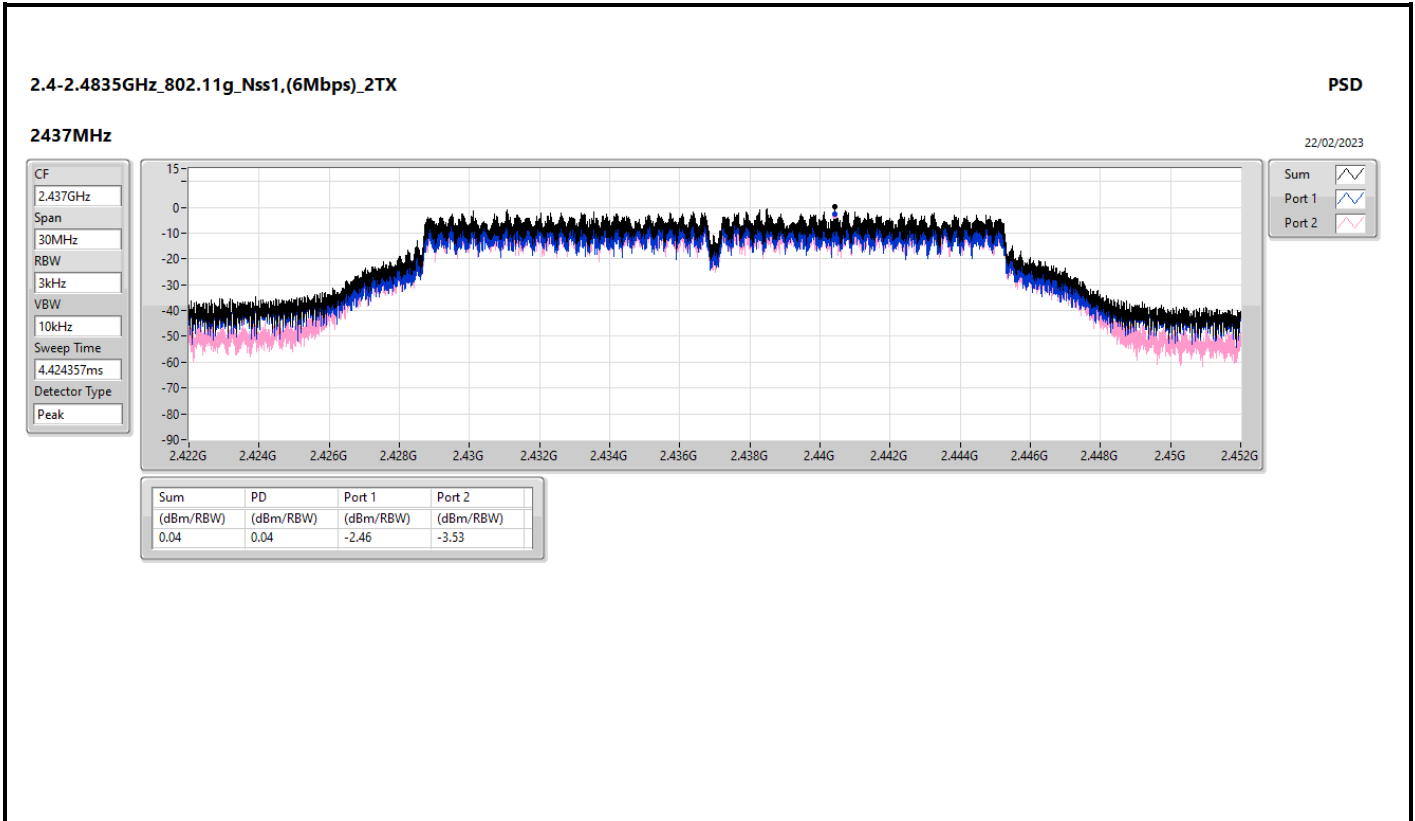 2.4-2.4835GHz_802.11g_Nss1,(6Mbps)_2TX
PSD
2437MHz
22/02/2023
CF
2.437GHz
Span
30MHz
RBW
3kHz
VBW
10kHz
Sweep Time
4.424357ms
Detector Type
Peak
15
0
-10
-20
-30
-40
-50
-60
-70
-80
-90
2.422G 2.424G 2.426G 2.428G 2.43G 2.432G 2.434G 2.436G 2.438G 2.44G 2.442G 2.444G 2.446G 2.448G 2.45G 2.452G
Sum
Port 1
Port 2
Sum PD Port 1 Port 2
(dBm/RBW) (dBm/RBW) (dBm/RBW) (dBm/RBW)
0.04 0.04 -2.46 -3.53